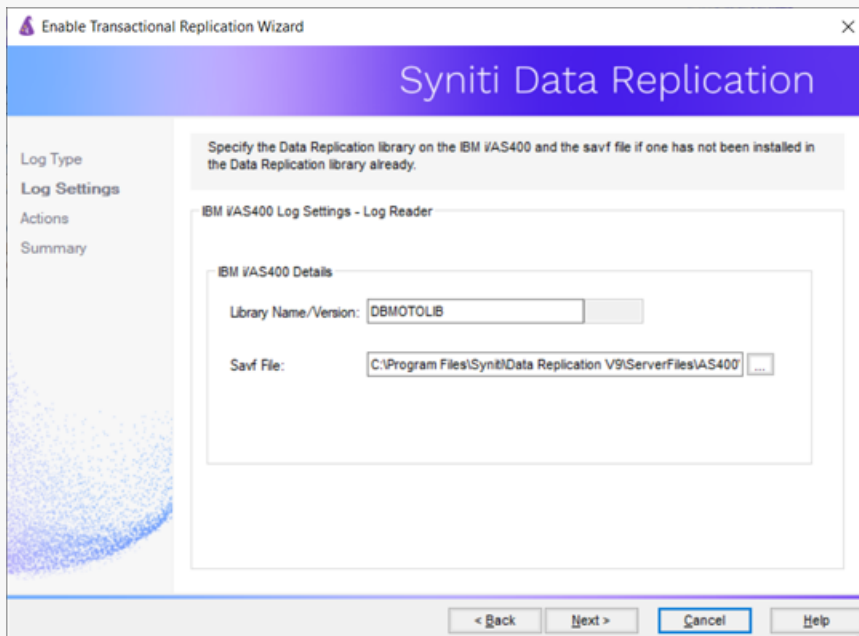 Enable Transactional Replication Wizard
Syniti Data Replication
Log Type
Log Settings
Actions
Summary
Specify the Data Replication library on the IBM i/AS400 and the savf file if one has not been installed in
the Data Replication library already.
IBM i/AS400 Log Settings - Log Reader
IBM i/AS400 Details
Library Name/Version: DBMOTOLIB
Savf File: C:\Program Files\Syniti\Data Replication V9\ServerFiles\AS400\ ...
< Back Next > Cancel Help